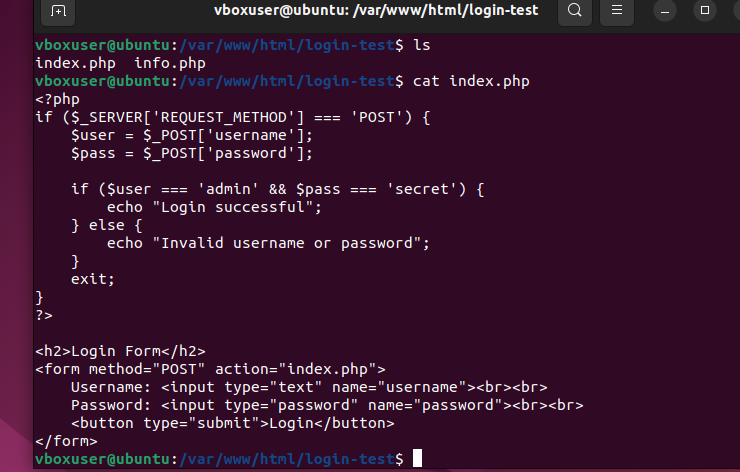 vboxuser@ubuntu: /var/www/html/login-test
vboxuser@ubuntu:/var/www/html/login-test$ ls
index.php  info.php
vboxuser@ubuntu:/var/www/html/login-test$ cat index.php
<?php
if ($_SERVER['REQUEST_METHOD'] === 'POST') {
    $user = $_POST['username'];
    $pass = $_POST['password'];

    if ($user === 'admin' && $pass === 'secret') {
        echo "Login successful";
    } else {
        echo "Invalid username or password";
    }
    exit;
}
?>

<h2>Login Form</h2>
<form method="POST" action="index.php">
    Username: <input type="text" name="username"><br><br>
    Password: <input type="password" name="password"><br><br>
    <button type="submit">Login</button>
</form>
vboxuser@ubuntu:/var/www/html/login-test$